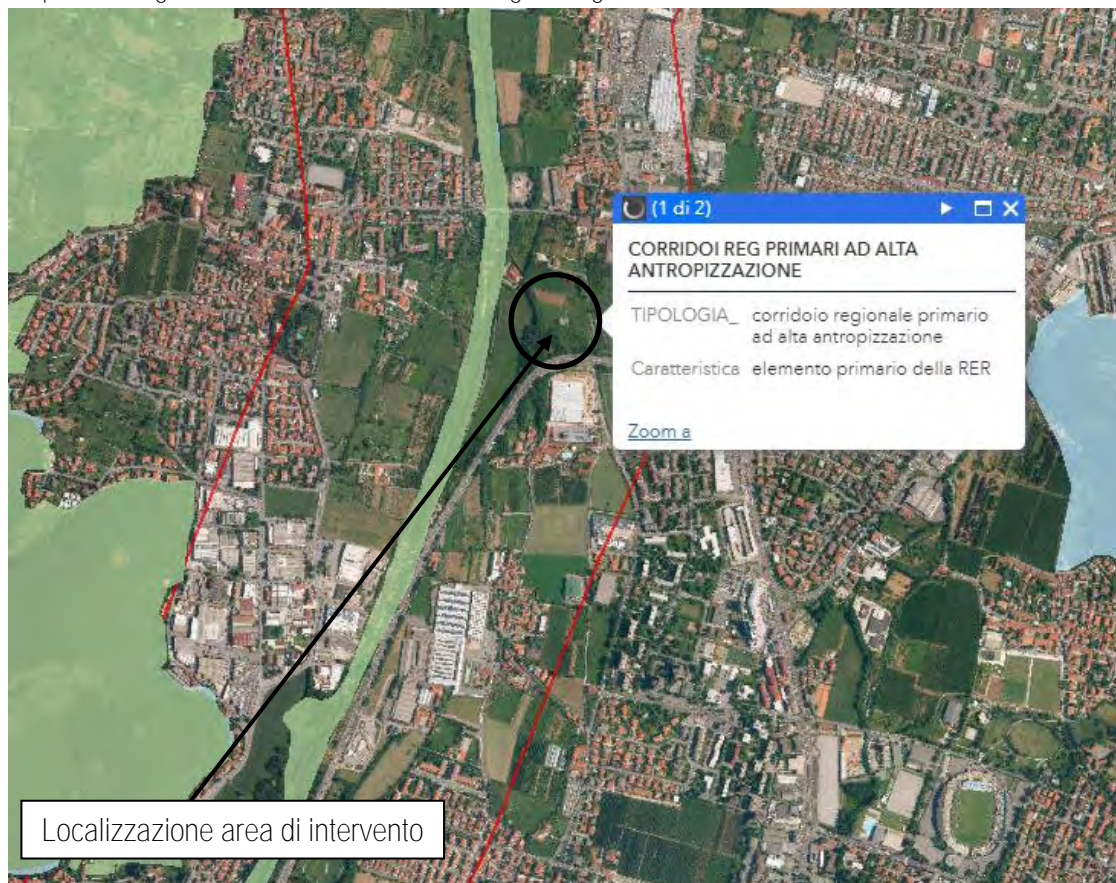 (1 di 2)
CORRIDOI REG PRIMARI AD ALTA
ANTROPIZZAZIONE
TIPOLOGIA_ corridoio regionale primario
ad alta antropizzazione
Caratteristica elemento primario della RER
Zoom a
Localizzazione area di intervento